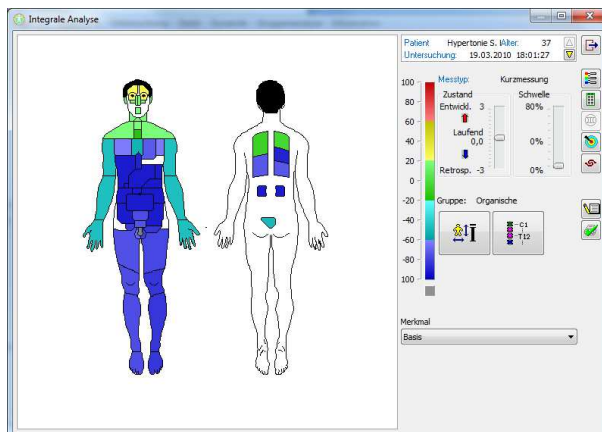 Integrale Analyse
Patient Hypertonie S. IAlter. 37
Untersuchung: 19.03.2010 18:01:27
Messtyp: Kurzmessung
Zustand Schwelle
Entwickl. 3 80%
Laufend
0,0 0%
Retrosp. -3 0%
100
80
60
40
20
0
-20
-40
-60
-80
100
Gruppe: Organische
C1
T12
Merkmal
Basis